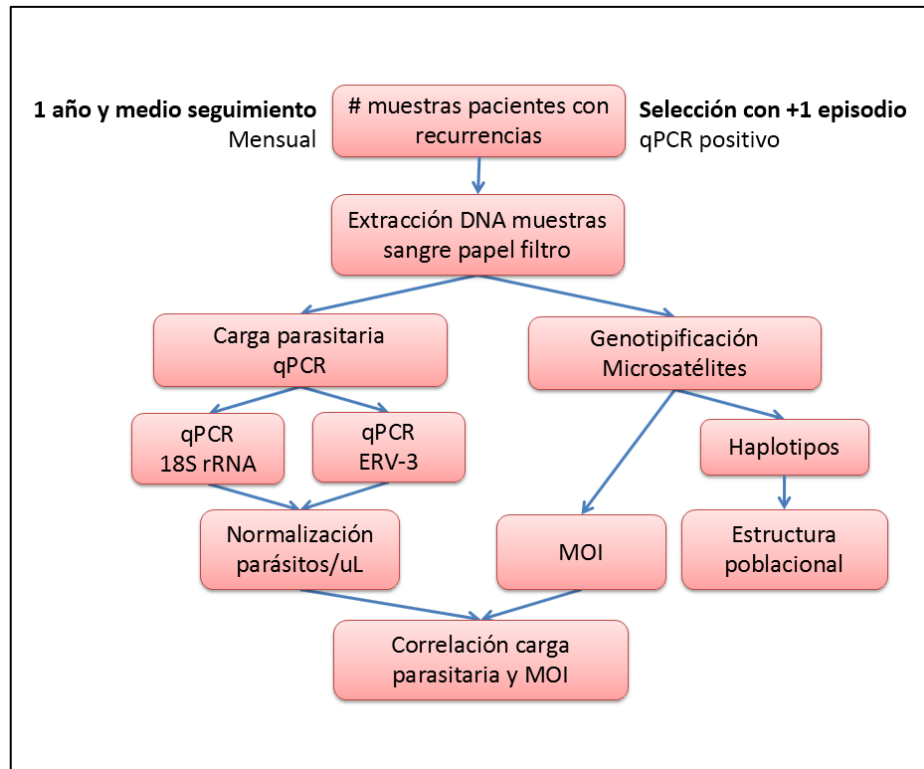 1 año y medio seguimiento
Mensual
# muestras pacientes con
recurrencias
Selección con +1 episodio
qPCR positivo
Extracción DNA muestras
sangre papel filtro
Carga parasitaria
qPCR
Genotipificación
Microsatélites
qPCR
18S rRNA
qPCR
ERV-3
Haplotipos
Normalización
parásitos/uL
MOI
Estructura
poblacional
Correlación carga
parasitaria y MOI